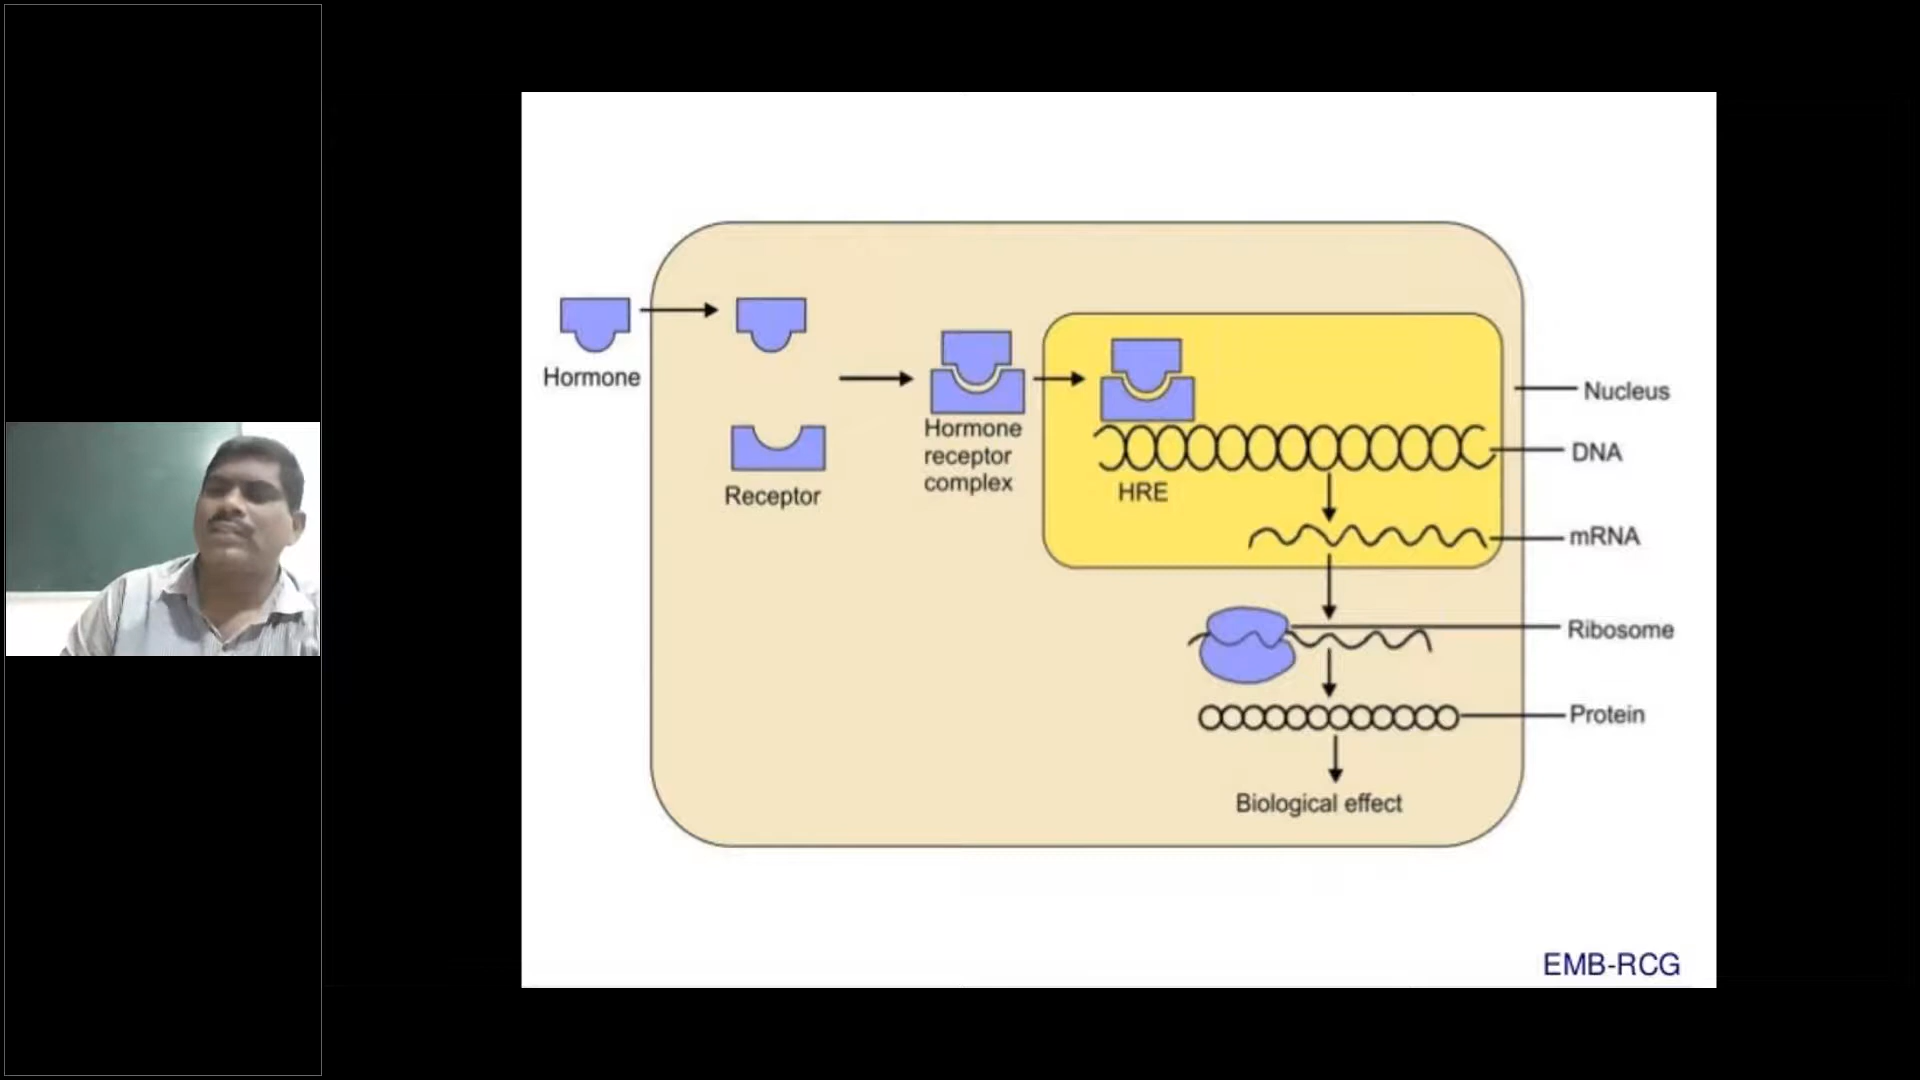 Hormone
Receptor
Hormone
receptor
complex
HRE
Nucleus
DNA
mRNA
Ribosome
Protein
Biological effect
EMB-RCG